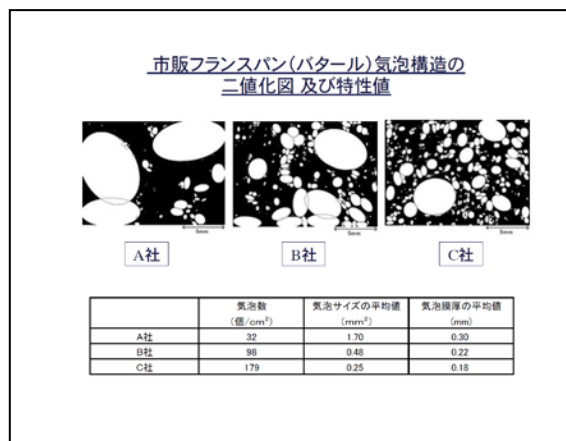 市販フランスパン(バタール)気泡構造の
二値化図 及び特性値
5mm
5mm
5mm
A社
B社
C社
気泡数 気泡サイズの平均値 気泡膜厚の平均値
(個/cm²) (mm²) (mm)
A社 32 1.70 0.30
B社 98 0.48 0.22
C社 179 0.25 0.18